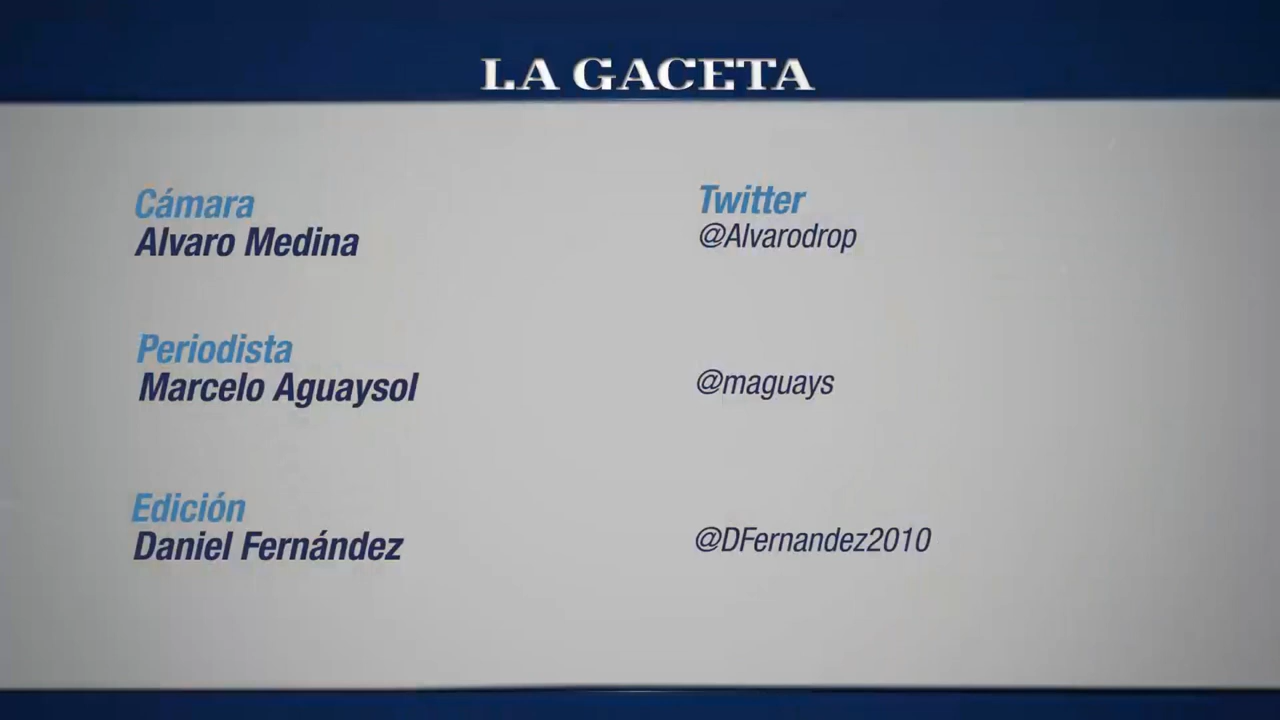 LA GACETA
Cámara
Alvaro Medina
Twitter
@Alvarodrop
Periodista
Marcelo Aguaysol
@maguays
Edición
Daniel Fernández
@DFernandez2010